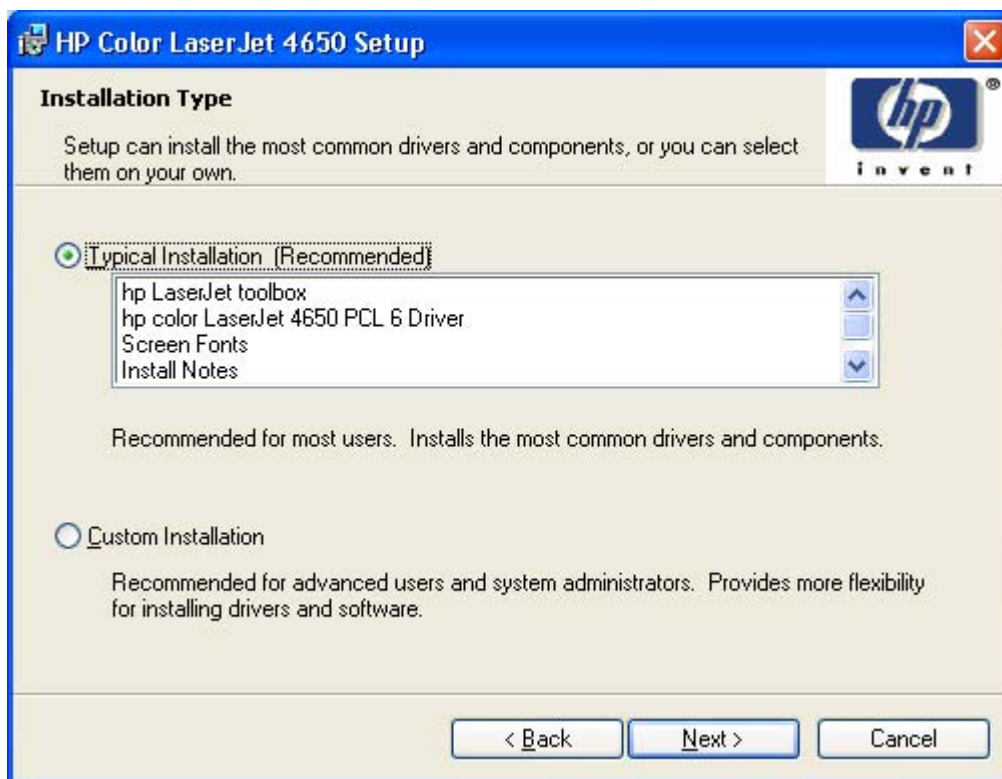 HP Color LaserJet 4650 Setup
Installation Type
Setup can install the most common drivers and components, or you can select
them on your own.
hp
®
invent
Typical Installation (Recommended)
hp LaserJet toolbox
hp color LaserJet 4650 PCL 6 Driver
Screen Fonts
Install Notes
Recommended for most users. Installs the most common drivers and components.
Custom Installation
Recommended for advanced users and system administrators. Provides more flexibility
for installing drivers and software.
< Back
Next >
Cancel